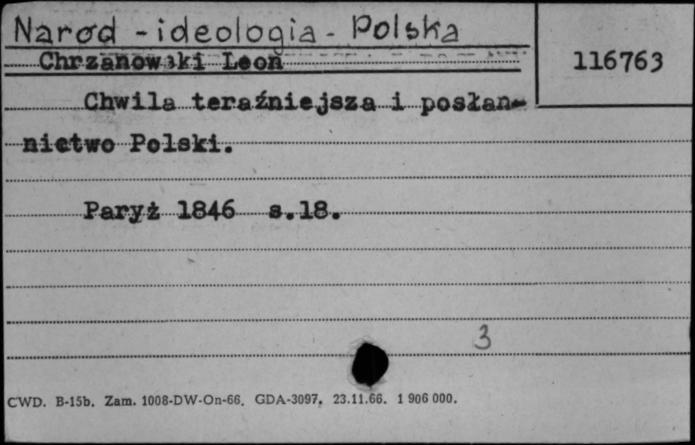 Naród - ideologia - Polska
Chrzanowski Leon
116763
Chwila teraźniejsza i posłan-
nictwo Polski.
Paryż 1846 s.18.
3
CWD. B-15b. Zam. 1008-DW-On-66. GDA-3097. 23.11.66. 1 906 000.